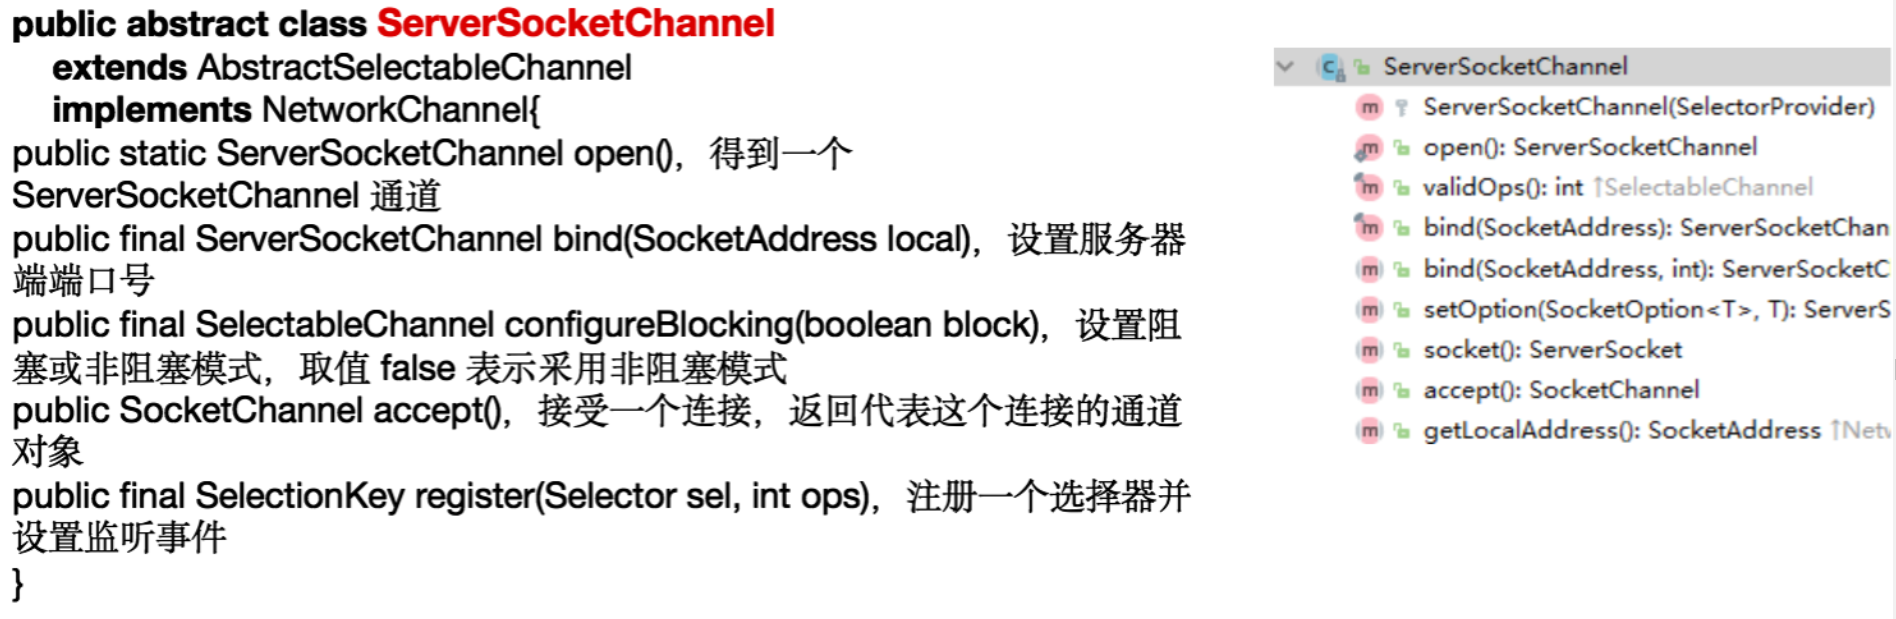 public abstract class ServerSocketChannel
extends AbstractSelectableChannel
implements NetworkChannel{
public static ServerSocketChannel open()，得到一个
ServerSocketChannel 通道
public final ServerSocketChannel bind(SocketAddress local)，设置服务器
端端口号
public final SelectableChannel configureBlocking(boolean block)，设置阻
塞或非阻塞模式，取值 false 表示采用非阻塞模式
public SocketChannel accept()，接受一个连接，返回代表这个连接的通道
对象
public final SelectionKey register(Selector sel, int ops)，注册一个选择器并
设置监听事件
}
ServerSocketChannel
ServerSocketChannel(SelectorProvider)
open(): ServerSocketChannel
validOps(): int ↑SelectableChannel
bind(SocketAddress): ServerSocketChan
bind(SocketAddress, int): ServerSocketC
setOption(SocketOption<T>, T): ServerS
socket(): ServerSocket
accept(): SocketChannel
getLocalAddress(): SocketAddress ↑Netw